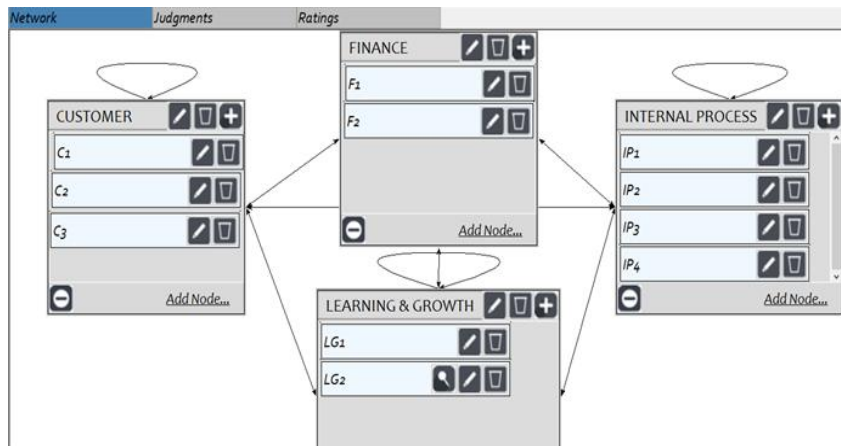 Network Judgments Ratings
FINANCE
F1
F2
Add Node...
CUSTOMER
C1
C2
C3
Add Node...
INTERNAL PROCESS
IP1
IP2
IP3
IP4
Add Node...
LEARNING & GROWTH
LG1
LG2